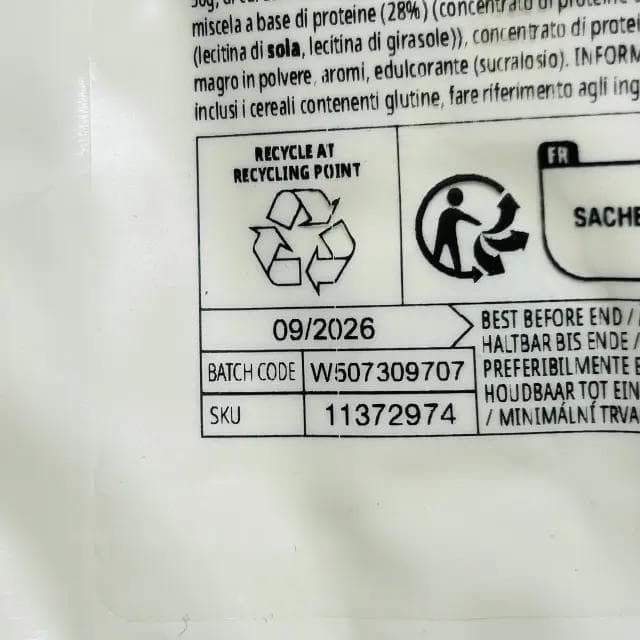 miscela a base di proteine (28%) (concentrato di proteine
(lecitina di sola, lecitina di girasole)), concentrato di protei
magro in polvere, aromi, edulcorante (sucralosio). INFORM
inclusi i cereali contenenti glutine, fare riferimento agli ing
RECYCLE AT
RECYCLING POINT
FR
SACHE
09/2026
BATCH CODE W507309707
SKU 11372974
BEST BEFORE END /
HALTBAR BIS ENDE /
PREFERIBILMENTE E
HOUDBAAR TOT EIN
/ MINIMÁLNÍ TRVA